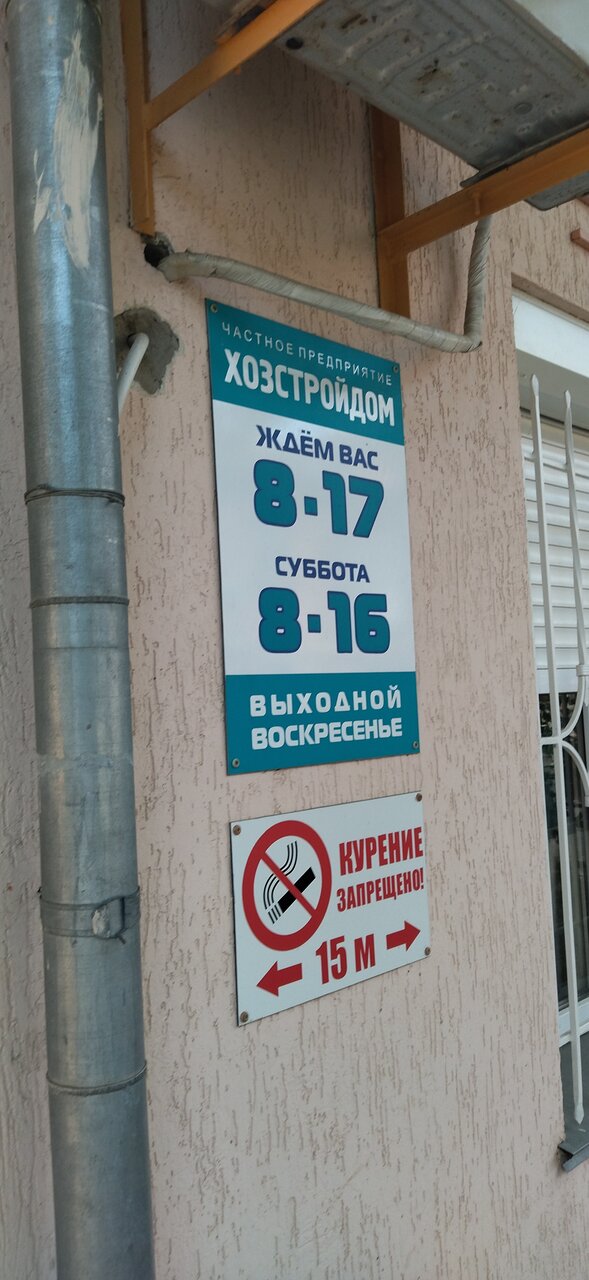 ЧАСТНОЕ ПРЕДПРИЯТИЕ
ХОЗСТРОЙДОМ
ЖДЁМ ВАС
8-17
СУББОТА
8-16
ВЫХОДНОЙ
ВОСКРЕСЕНЬЕ
КУРЕНИЕ
ЗАПРЕЩЕНО!
15 М